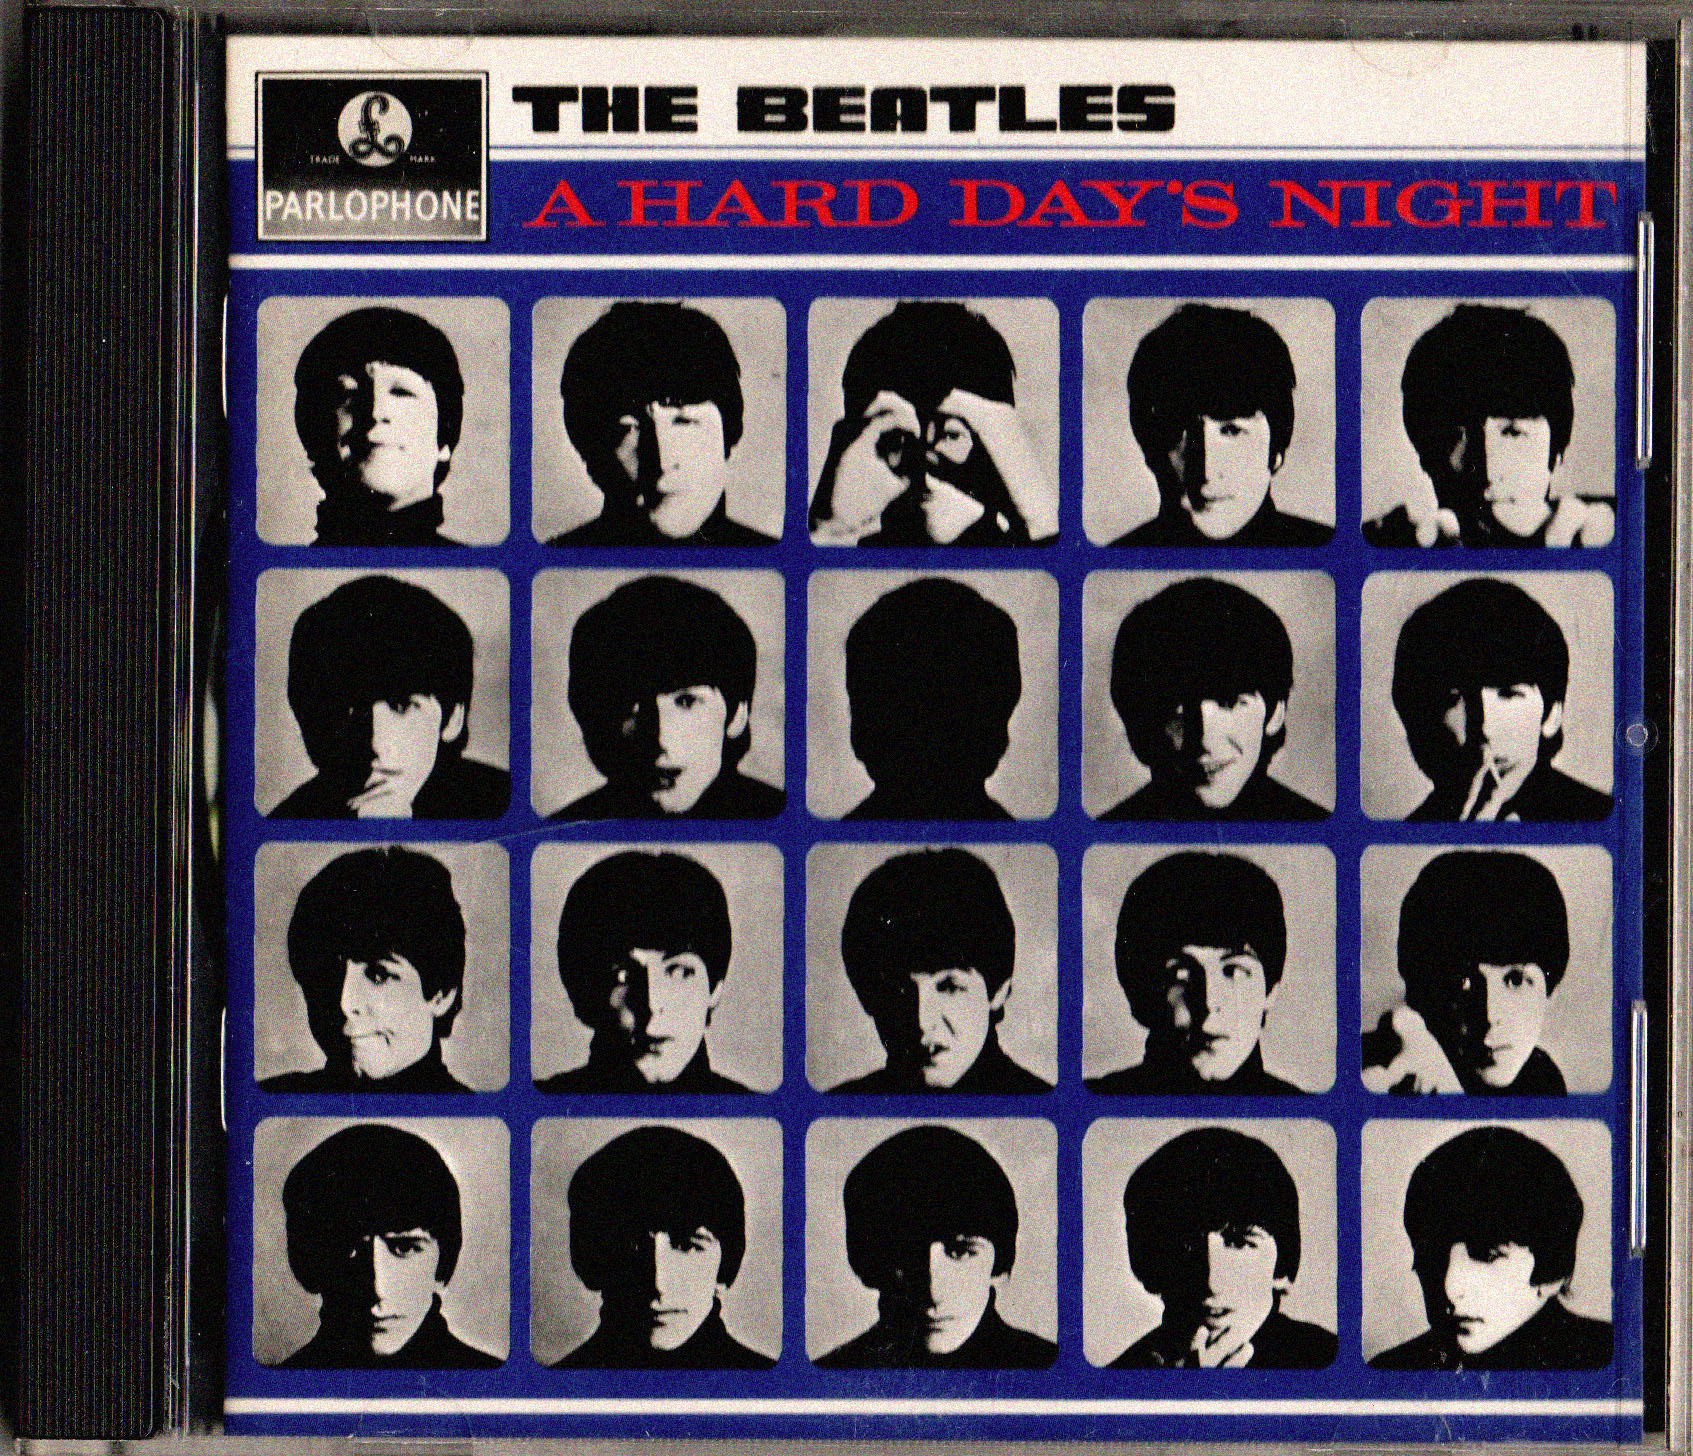 THE BEATLES
£
TRADE MARK
PARLOPHONE
A HARD DAY'S NIGHT